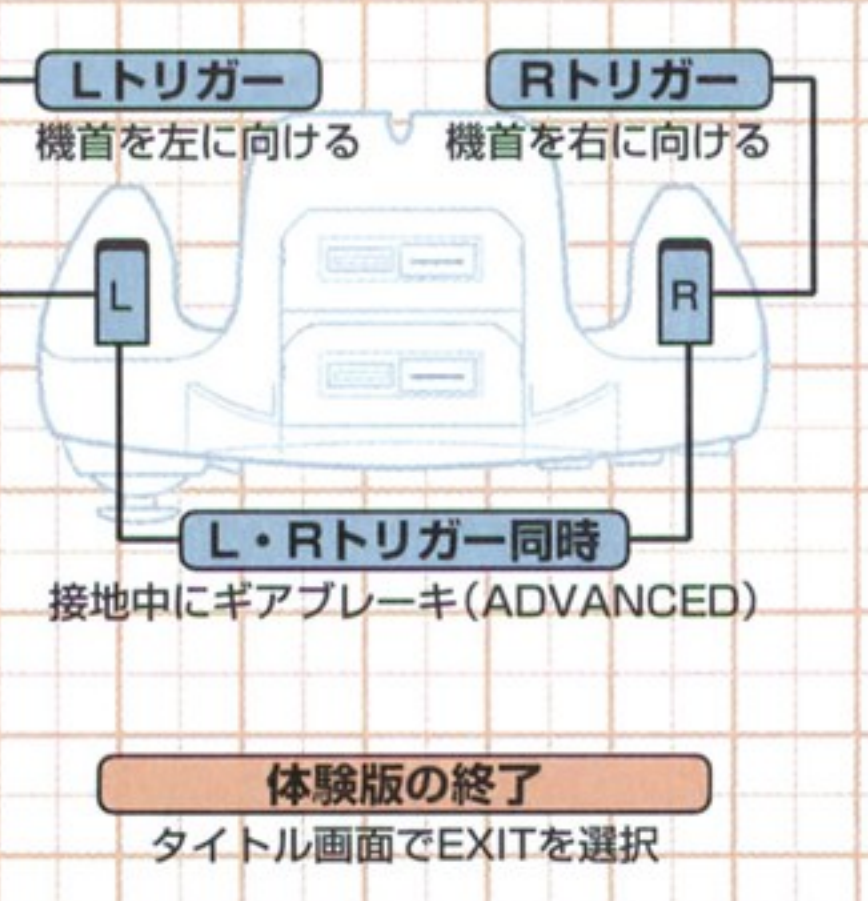 Lトリガー
機首を左に向ける
Rトリガー
機首を右に向ける
L
R
L・Rトリガー同時
接地中にギアブレーキ(ADVANCED)
体験版の終了
タイトル画面でEXITを選択